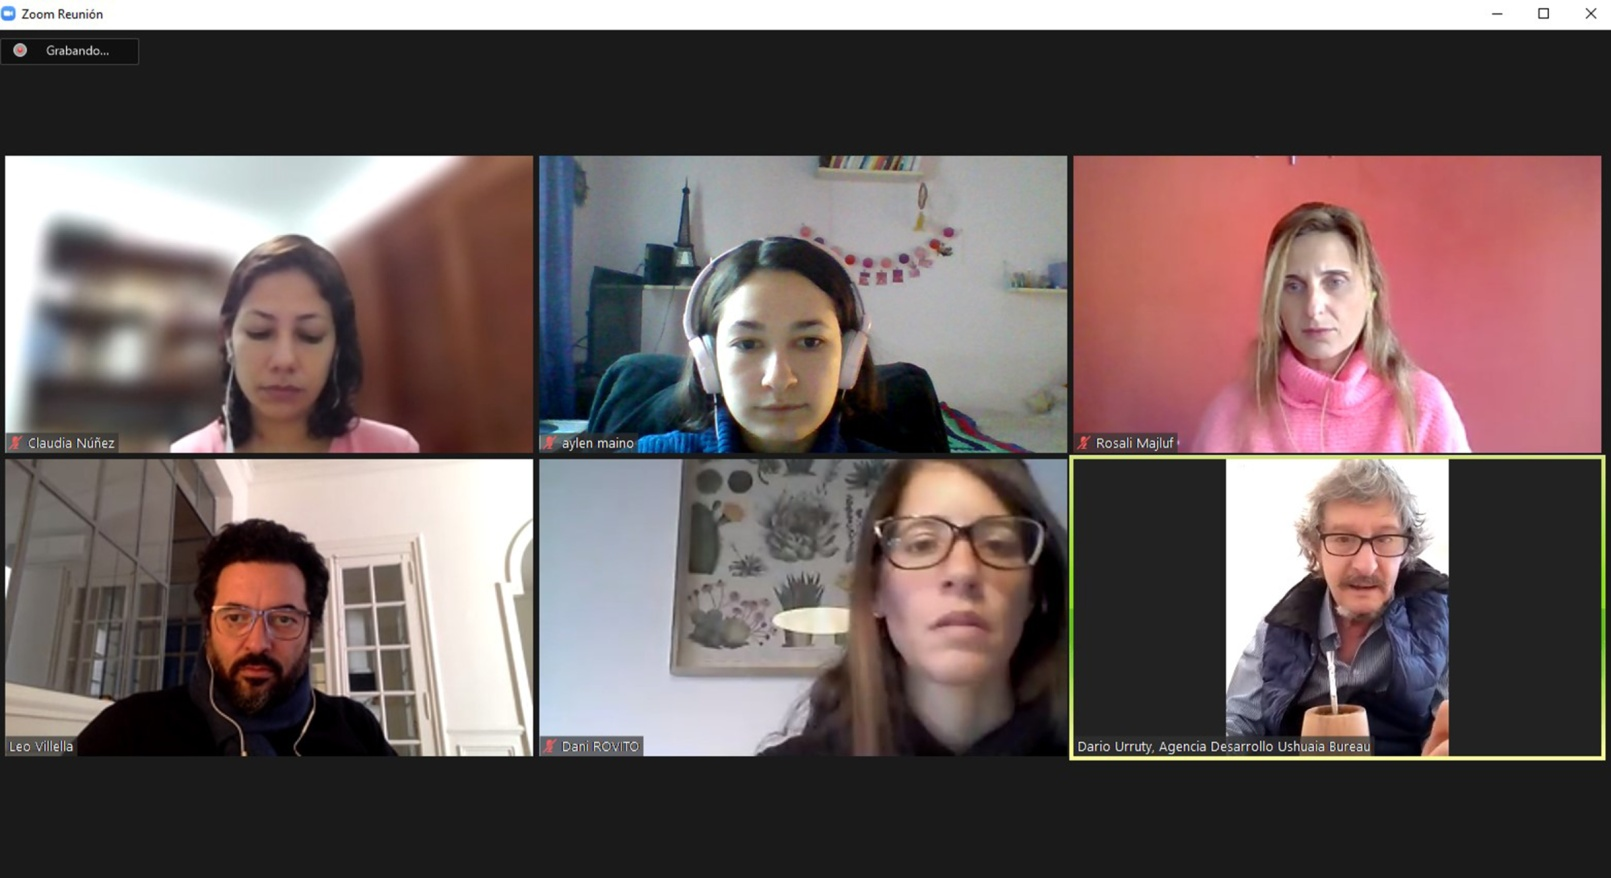 Zoom Reunión
Grabando...
Claudia Núñez
aylen maino
Rosali Majluf
Leo Villella
Dani ROVITO
Dario Urruty, Agencia Desarrollo Ushuaia Bureau